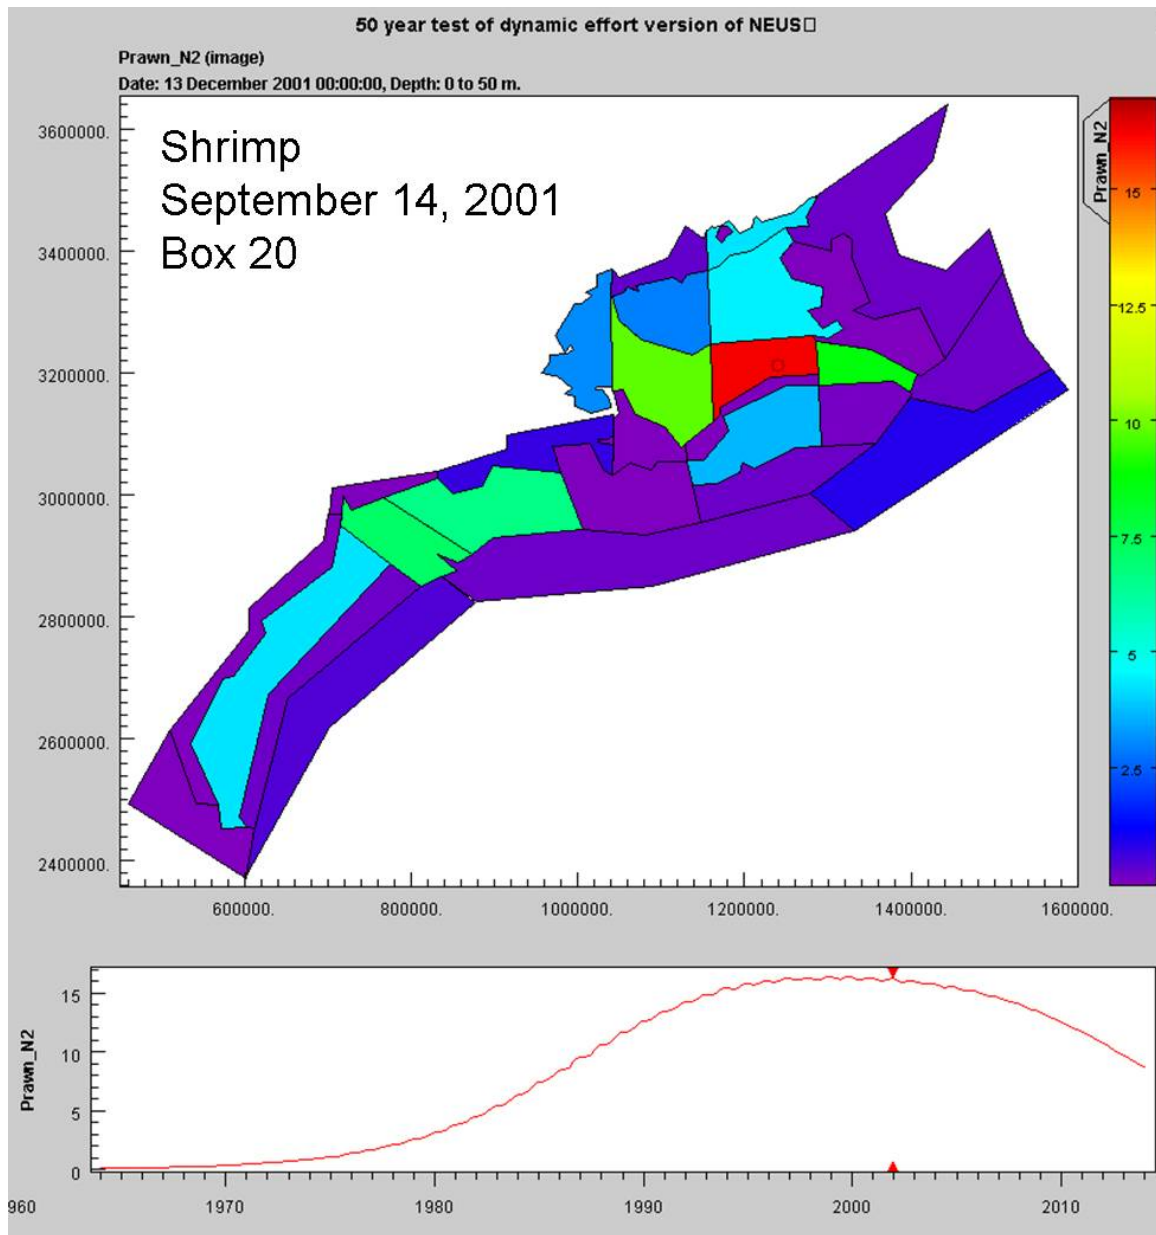 50 year test of dynamic effort version of NEUS□
Prawn_N2 (image)
Date: 13 December 2001 00:00:00, Depth: 0 to 50 m.
Shrimp
September 14, 2001
Box 20
3600000.
3400000.
3200000.
3000000.
2800000.
2600000.
2400000.
600000. 800000. 1000000. 1200000. 1400000. 1600000.
Prawn_N2
15
12.5
10
7.5
5
2.5
Prawn_N2
15
10
5
0
960 1970 1980 1990 2000 2010